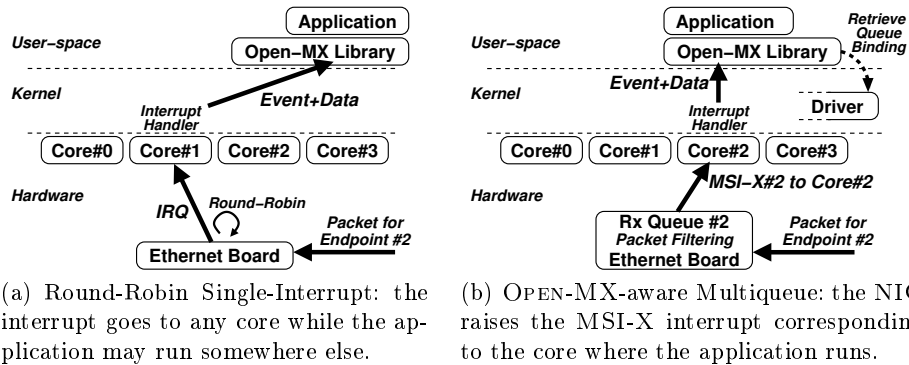 Application
Open-MX Library
User-space
Kernel
Event+Data
Interrupt
Handler
Core#0 Core#1 Core#2 Core#3
Hardware
IRQ
Round-Robin
Packet for
Endpoint #2
Ethernet Board
(a) Round-Robin Single-Interrupt: the
interrupt goes to any core while the ap-
plication may run somewhere else.
Application
Retrieve
Queue
Binding
Open-MX Library
User-space
Kernel
Event+Data
Interrupt
Handler
Driver
Core#0 Core#1 Core#2 Core#3
MSI-X#2 to Core#2
Hardware
Rx Queue #2
Packet Filtering
Ethernet Board
Packet for
Endpoint #2
(b) OPEN-MX-aware Multiqueue: the NIC
raises the MSI-X interrupt correspondin
to the core where the application runs.